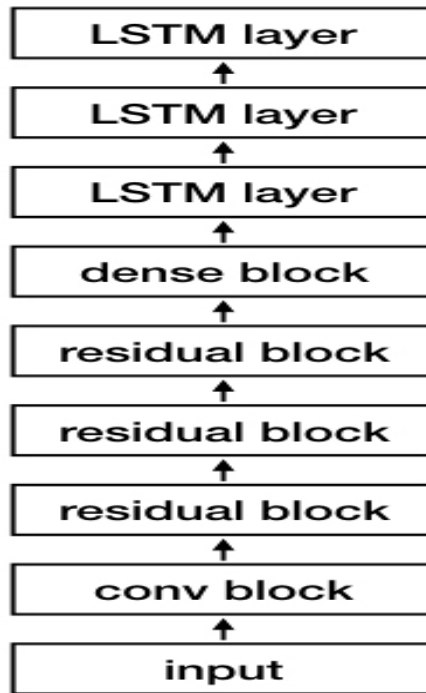 LSTM layer
LSTM layer
LSTM layer
dense block
residual block
residual block
residual block
conv block
input